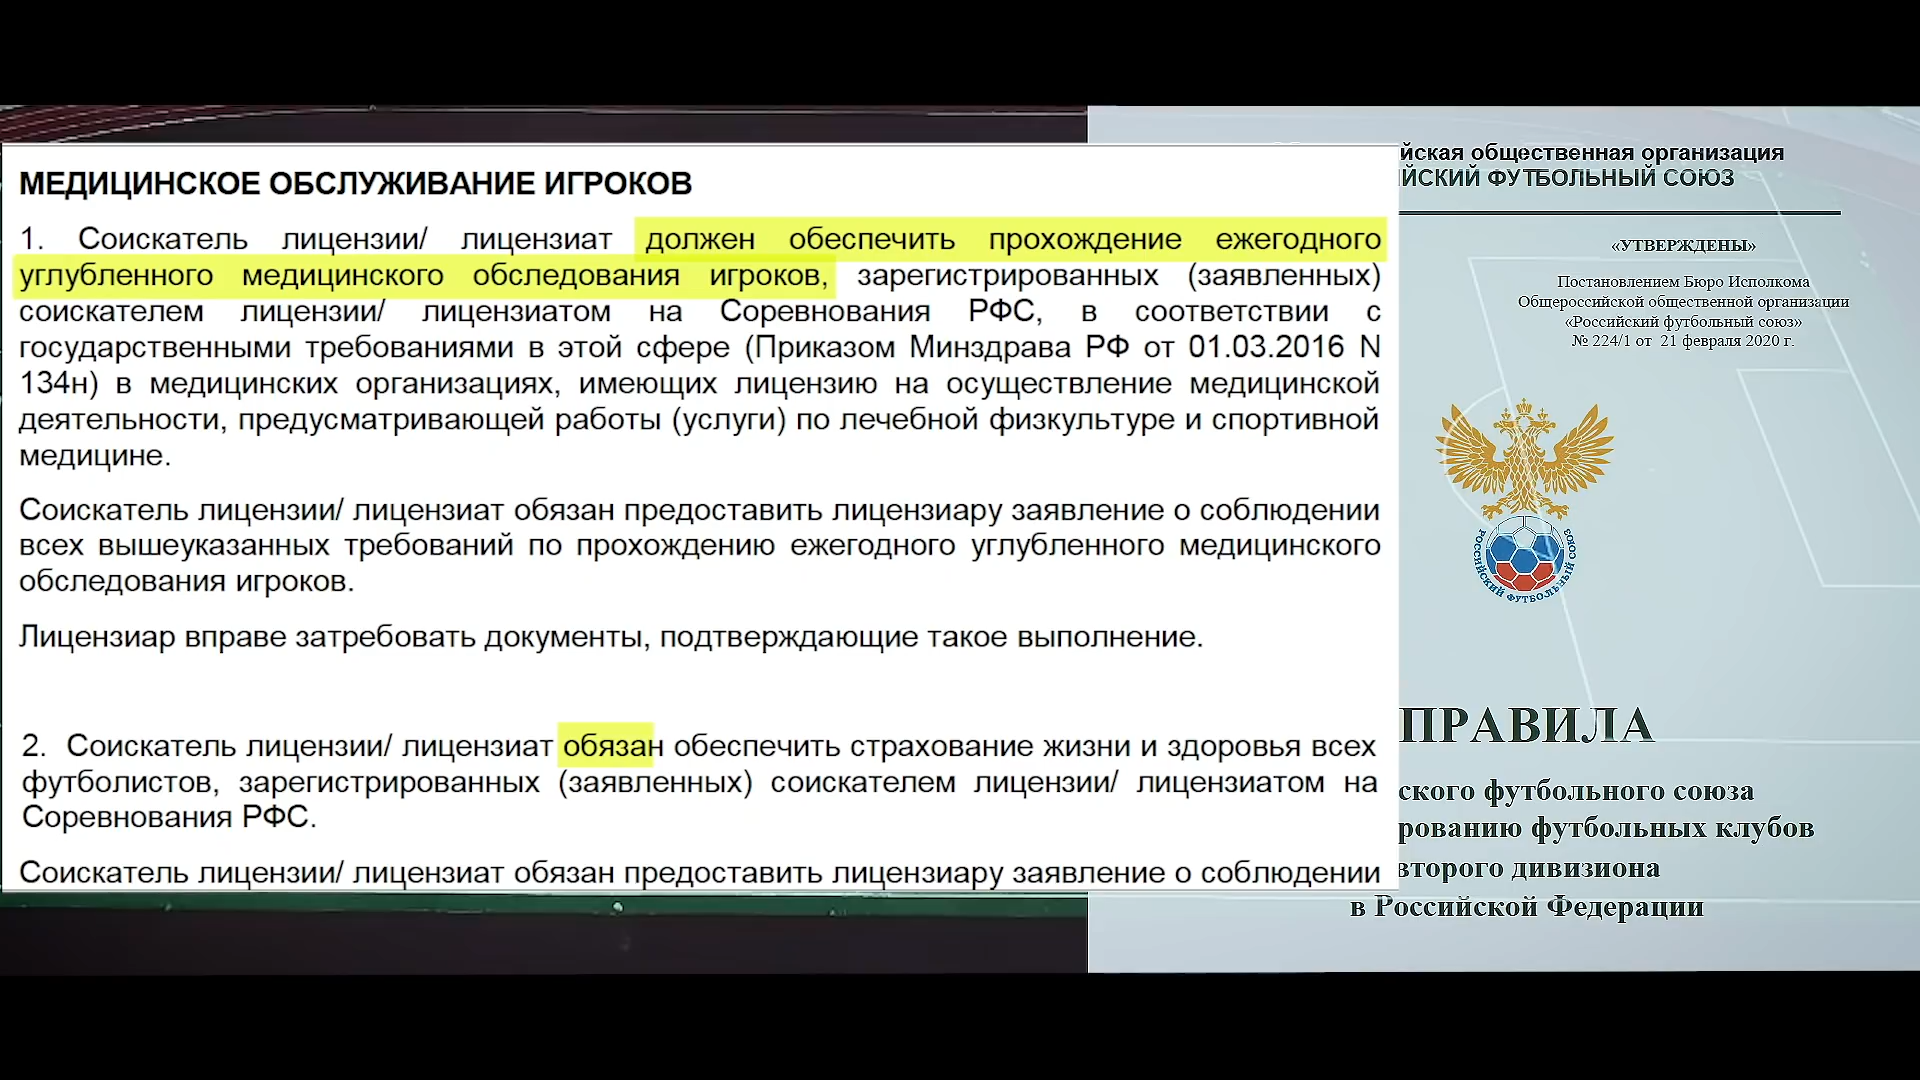 МЕДИЦИНСКОЕ ОБСЛУЖИВАНИЕ ИГРОКОВ
1. Соискатель лицензии/ лицензиат должен обеспечить прохождение ежегодного
углубленного медицинского обследования игроков, зарегистрированных (заявленных)
соискателем лицензии/ лицензиатом на Соревнования РФС, в соответствии с
государственными требованиями в этой сфере (Приказом Минздрава РФ от 01.03.2016 N
134н) в медицинских организациях, имеющих лицензию на осуществление медицинской
деятельности, предусматривающей работы (услуги) по лечебной физкультуре и спортивной
медицине.
Соискатель лицензии/ лицензиат обязан предоставить лицензиару заявление о соблюдении
всех вышеуказанных требований по прохождению ежегодного углубленного медицинского
обследования игроков.
Лицензиар вправе затребовать документы, подтверждающие такое выполнение.
2. Соискатель лицензии/ лицензиат обязан обеспечить страхование жизни и здоровья всех
футболистов, зарегистрированных (заявленных) соискателем лицензии/ лицензиатом на
Соревнования РФС.
Соискатель лицензии/ лицензиат обязан предоставить лицензиару заявление о соблюдении
йская общественная организация
ЙСКИЙ ФУТБОЛЬНЫЙ СОЮЗ
«УТВЕРЖДЕНЫ»
Постановлением Бюро Исполкома
Общероссийской общественной организации
«Российский футбольный союз»
№ 224/1 от 21 февраля 2020 г.
РОССИЙСКИЙ ФУТБОЛЬНЫЙ СОЮЗ
ПРАВИЛА
ского футбольного союза
рованию футбольных клубов
второго дивизиона
в Российской Федерации